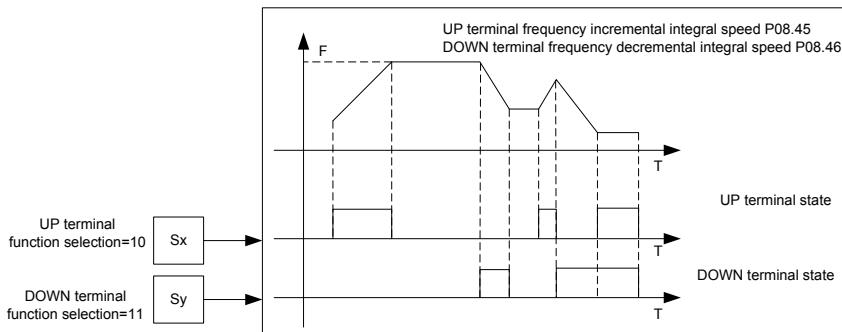 UP terminal frequency incremental integral speed P08.45
DOWN terminal frequency decremental integral speed P08.46
F
T
UP terminal state
UP terminal
function selection=10
Sx
T
DOWN terminal state
DOWN terminal
function selection=11
Sy
T